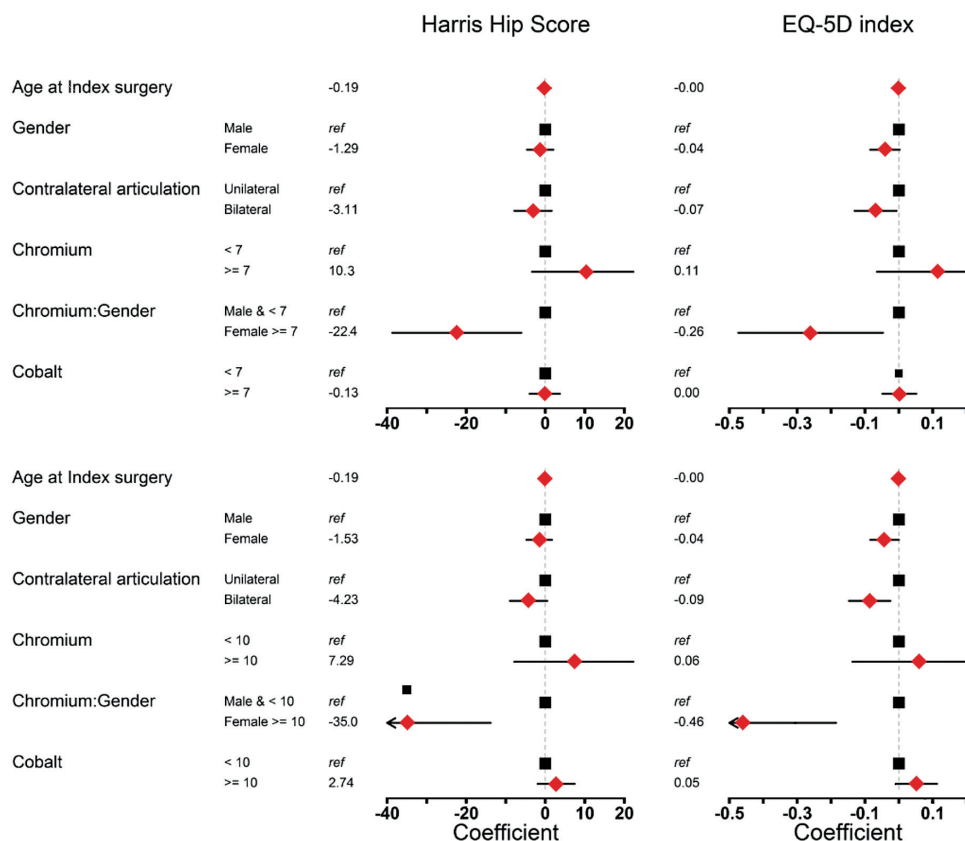 Harris Hip Score EQ-5D index
Age at Index surgery -0.19 -0.00
Gender Male ref ref
Female -1.29 -0.04
Contralateral articulation Unilateral ref ref
Bilateral -3.11 -0.07
Chromium < 7 ref ref
>= 7 10.3 0.11
Chromium:Gender Male & < 7 ref ref
Female >= 7 -22.4 -0.26
Cobalt < 7 ref ref
>= 7 -0.13 0.00
-40 -20 0 20 -0.5 -0.3 -0.1 0.1
Age at Index surgery -0.19 -0.00
Gender Male ref ref
Female -1.53 -0.04
Contralateral articulation Unilateral ref ref
Bilateral -4.23 -0.09
Chromium < 10 ref ref
>= 10 7.29 0.06
Chromium:Gender Male & < 10 ref ref
Female >= 10 -35.0 -0.46
Cobalt < 10 ref ref
>= 10 2.74 0.05
-40 -20 0 20 -0.5 -0.3 -0.1 0.1
Coefficient Coefficient